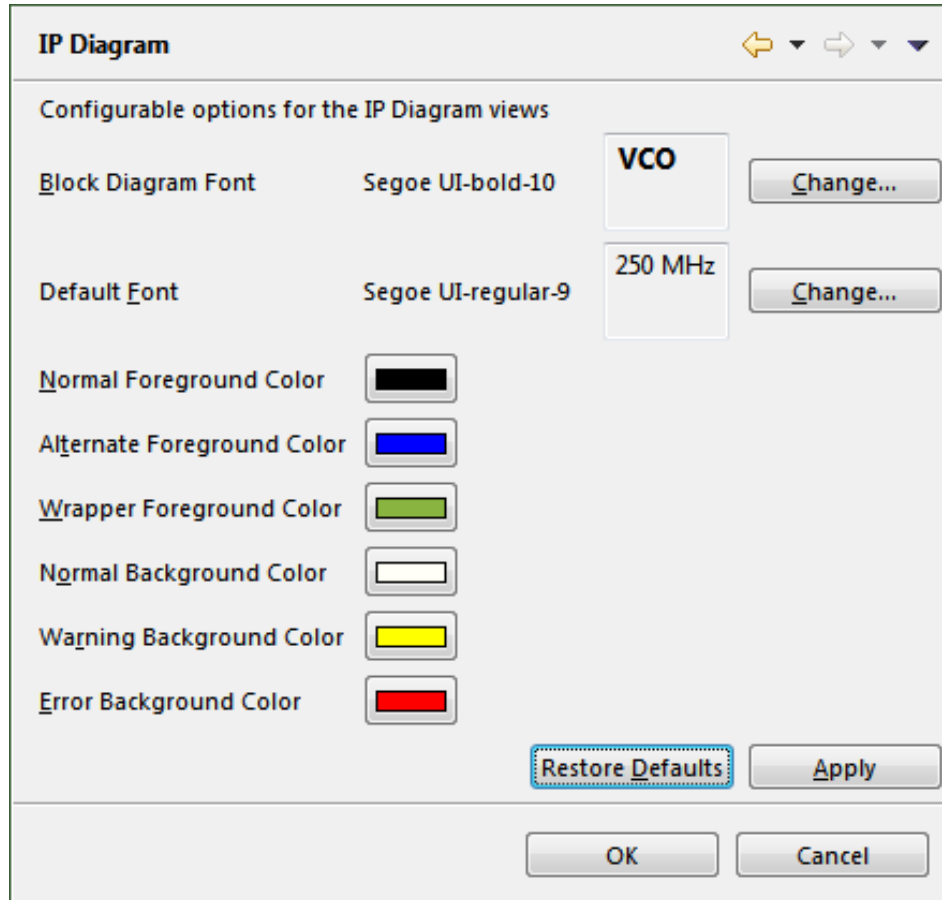 IP Diagram
Configurable options for the IP Diagram views
Block Diagram Font Segoe UI-bold-10 VCO Change...
Default Font Segoe UI-regular-9 250 MHz Change...
Normal Foreground Color
Alternate Foreground Color
Wrapper Foreground Color
Normal Background Color
Warning Background Color
Error Background Color
Restore Defaults Apply
OK Cancel